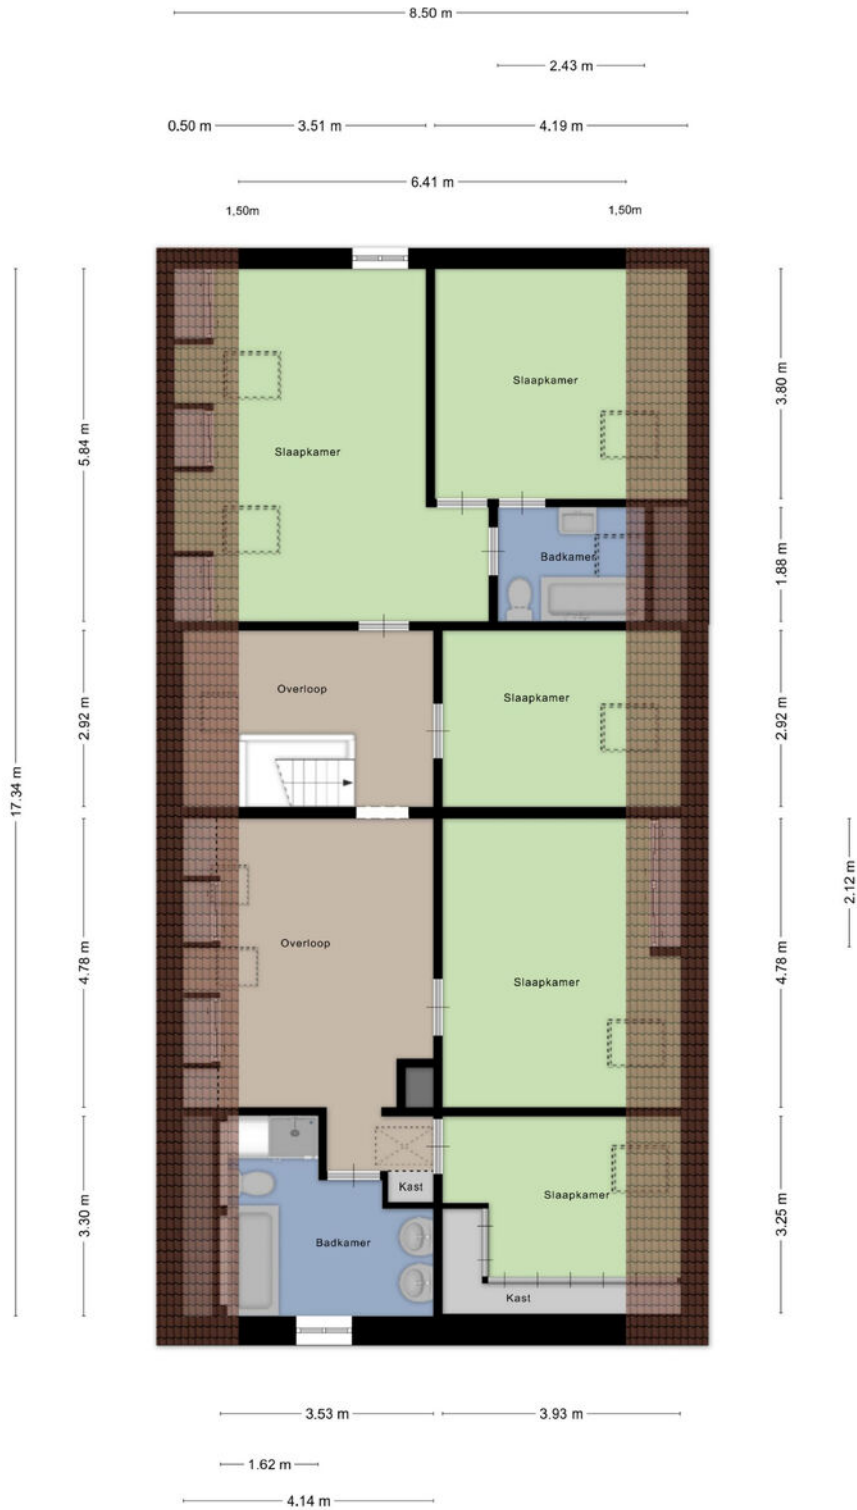 8.50 m
2.43 m
0.50 m
3.51 m
4.19 m
6.41 m
1,50m
1,50m
Slaapkamer
3.80 m
5.84 m
Slaapkamer
Badkamer
1.88 m
Overloop
Slaapkamer
2.92 m
2.92 m
17.34 m
2.12 m
Overloop
4.78 m
Slaapkamer
4.78 m
Kast
Slaapkamer
3.30 m
3.25 m
Badkamer
Kast
3.53 m
3.93 m
1.62 m
4.14 m